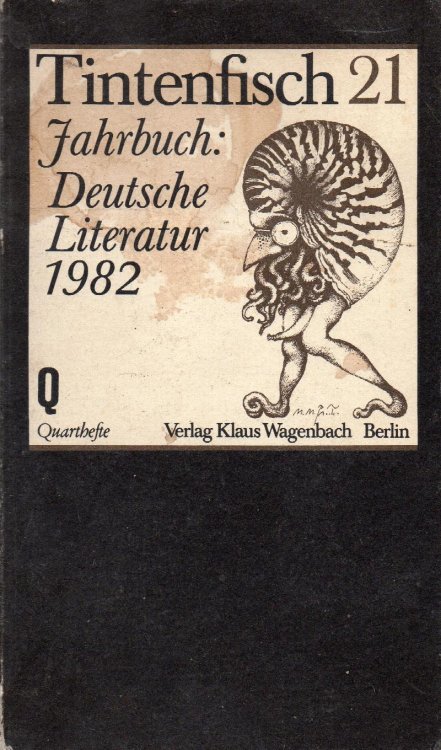 Tintenfisch 21
Jahrbuch:
Deutsche
Literatur
1982
Q
Quarthefte Verlag Klaus Wagenbach Berlin